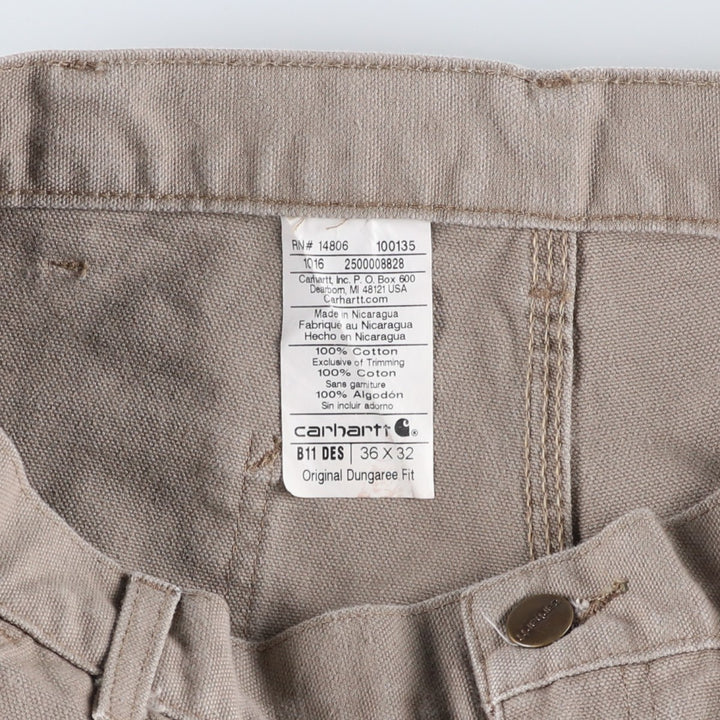 RN# 14806 100135
1016 2500008828
Carhartt, Inc. P. O. Box 600
Dearborn, MI 48121 USA
Carhartt.com
Made in Nicaragua
Fabriqué au Nicaragua
Hecho en Nicaragua
100% Cotton
Exclusive of Trimming
100% Coton
Sans garniture
100% Algodón
Sin incluir adorno
carhartt ®
B11 DES | 36 X 32
Original Dungaree Fit